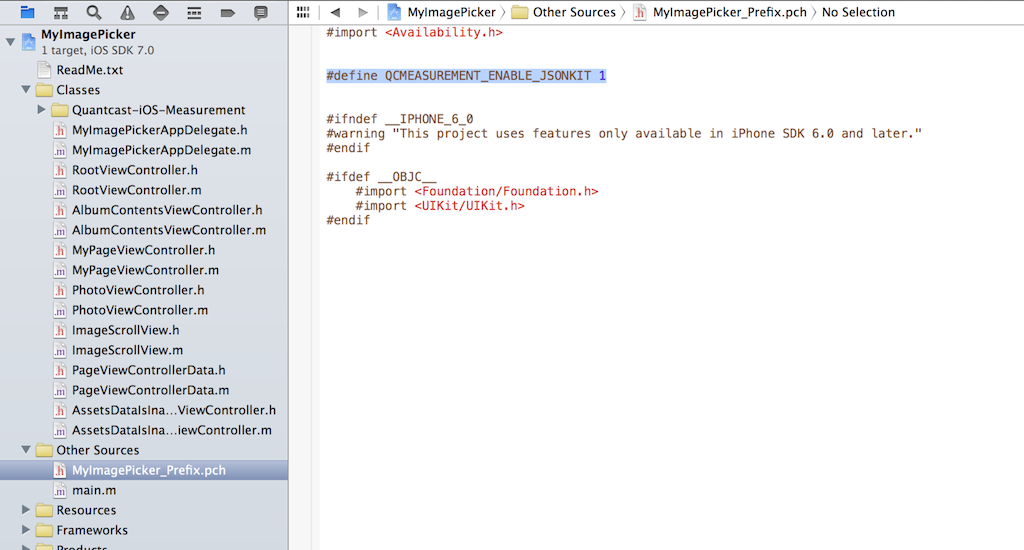 MyImagePicker
1 target, iOS SDK 7.0
ReadMe.txt
Classes
Quantcast-iOS-Measurement
MyImagePickerAppDelegate.h
MyImagePickerAppDelegate.m
RootViewController.h
RootViewController.m
AlbumContentsViewController.h
AlbumContentsViewController.m
MyPageViewController.h
MyPageViewController.m
PhotoViewController.h
PhotoViewController.m
ImageScrollView.h
ImageScrollView.m
PageViewControllerData.h
PageViewControllerData.m
AssetsDataIsIna...ViewController.h
AssetsDataIsIna...iewController.m
Other Sources
MyImagePicker_Prefix.pch
main.m
Resources
Frameworks
Products
MyImagePicker Other Sources MyImagePicker_Prefix.pch No Selection
#import <Availability.h>
#define QCMEASUREMENT_ENABLE_JSONKIT 1
#ifndef __IPHONE_6_0
#warning "This project uses features only available in iPhone SDK 6.0 and later."
#endif
#ifdef __OBJC__
#import <Foundation/Foundation.h>
#import <UIKit/UIKit.h>
#endif